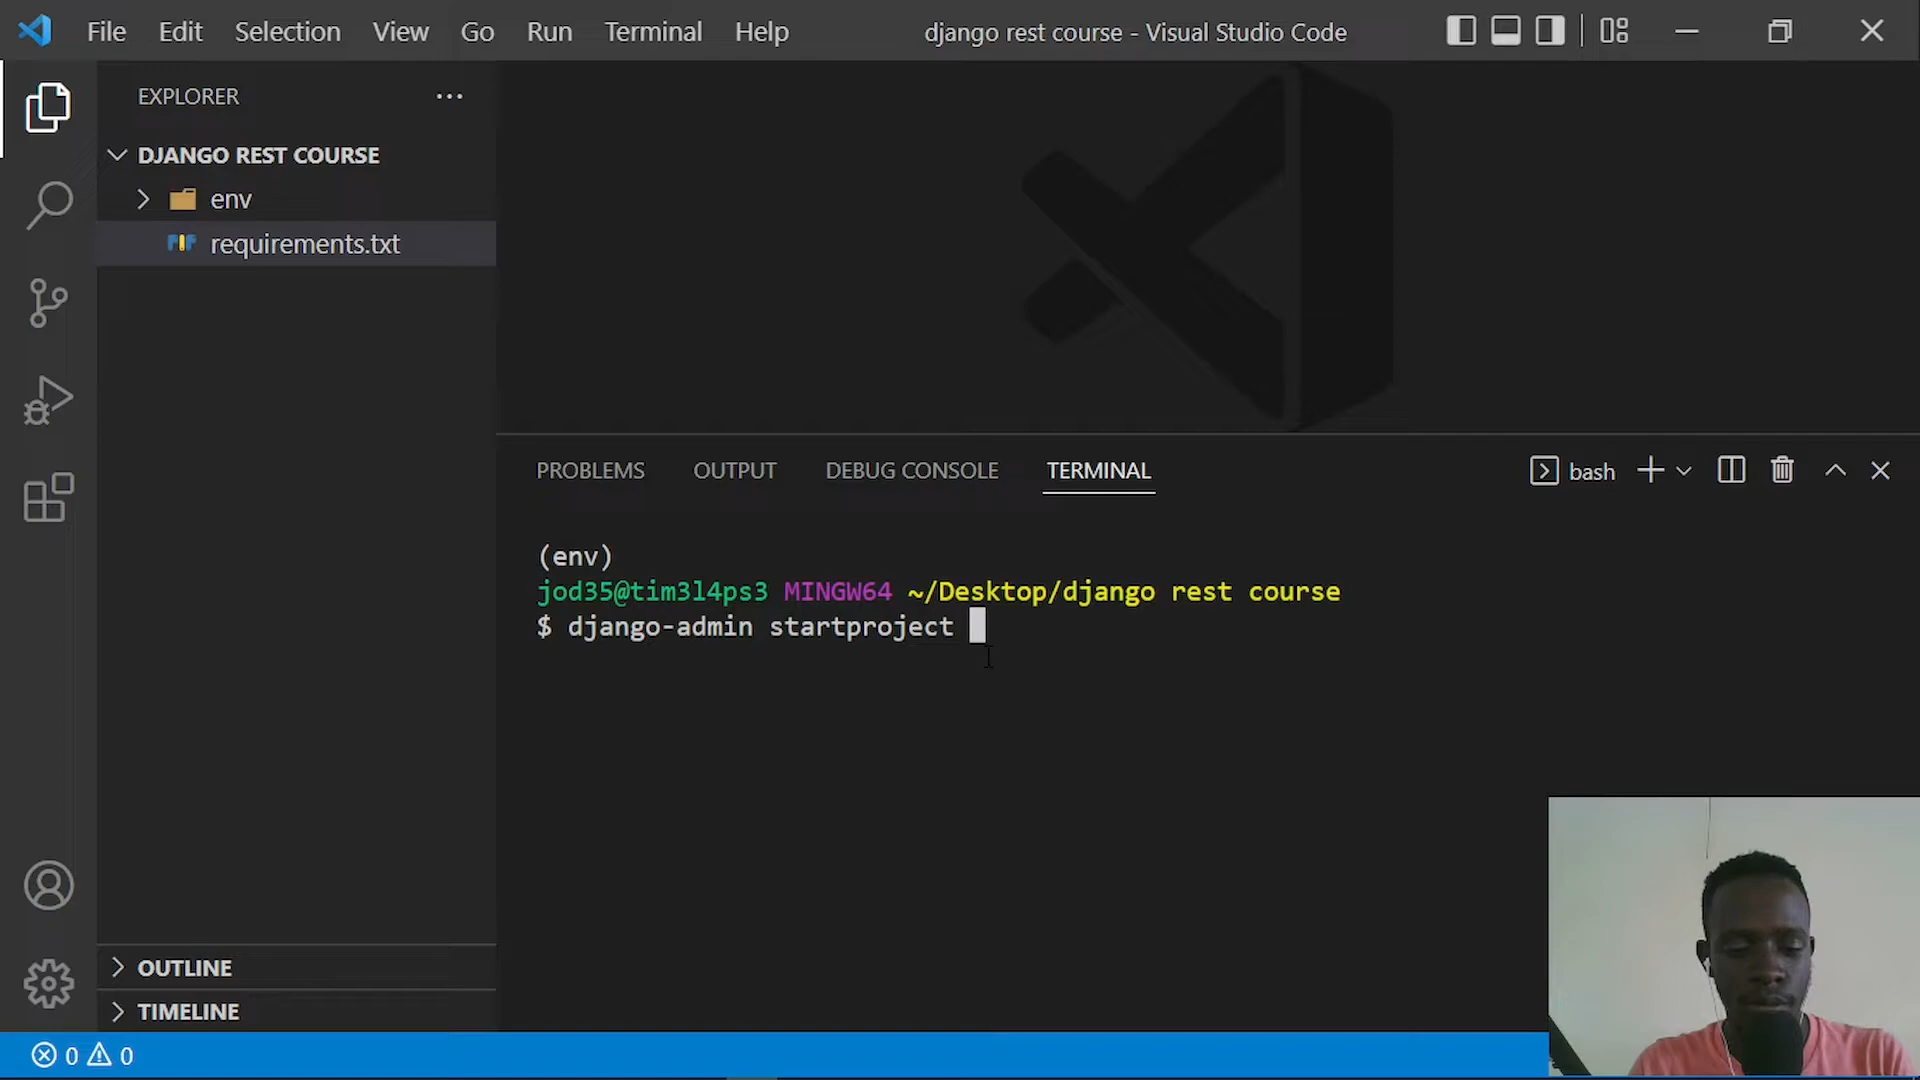 File Edit Selection View Go Run Terminal Help django rest course - Visual Studio Code
EXPLORER
DJANGO REST COURSE
env
requirements.txt
PROBLEMS OUTPUT DEBUG CONSOLE TERMINAL bash
(env)
jod35@tim3l4ps3 MINGW64 ~/Desktop/django rest course
$ django-admin startproject
OUTLINE
TIMELINE
0 0